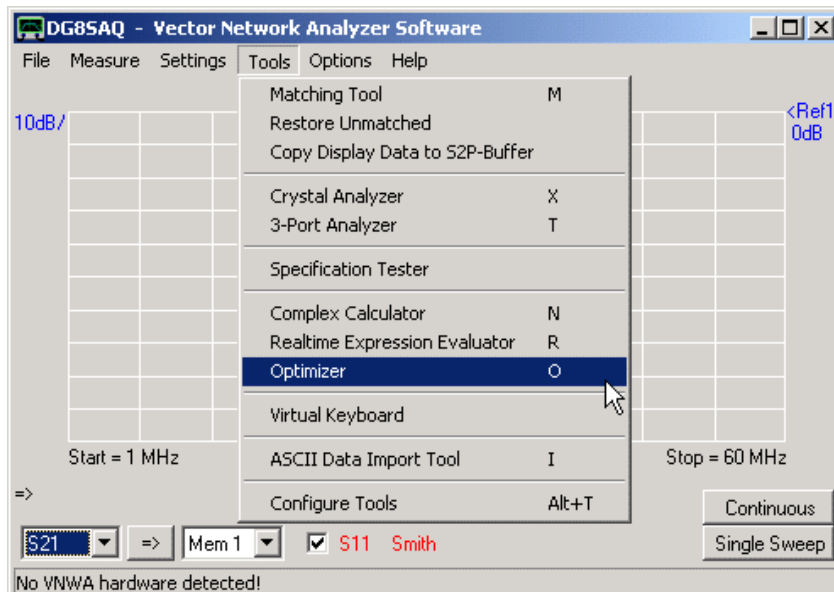 DG8SAQ - Vector Network Analyzer Software
File Measure Settings Tools Options Help
Matching Tool M
Restore Unmatched
Copy Display Data to S2P-Buffer
Crystal Analyzer X
3-Port Analyzer T
Specification Tester
Complex Calculator N
Realtime Expression Evaluator R
Optimizer O
Virtual Keyboard
ASCII Data Import Tool I
Configure Tools Alt+T
10dB/
<Ref1
0dB
Start = 1 MHz
Stop = 60 MHz
=>
Continuous
S21 => Mem 1 S11 Smith
Single Sweep
No VNWA hardware detected!